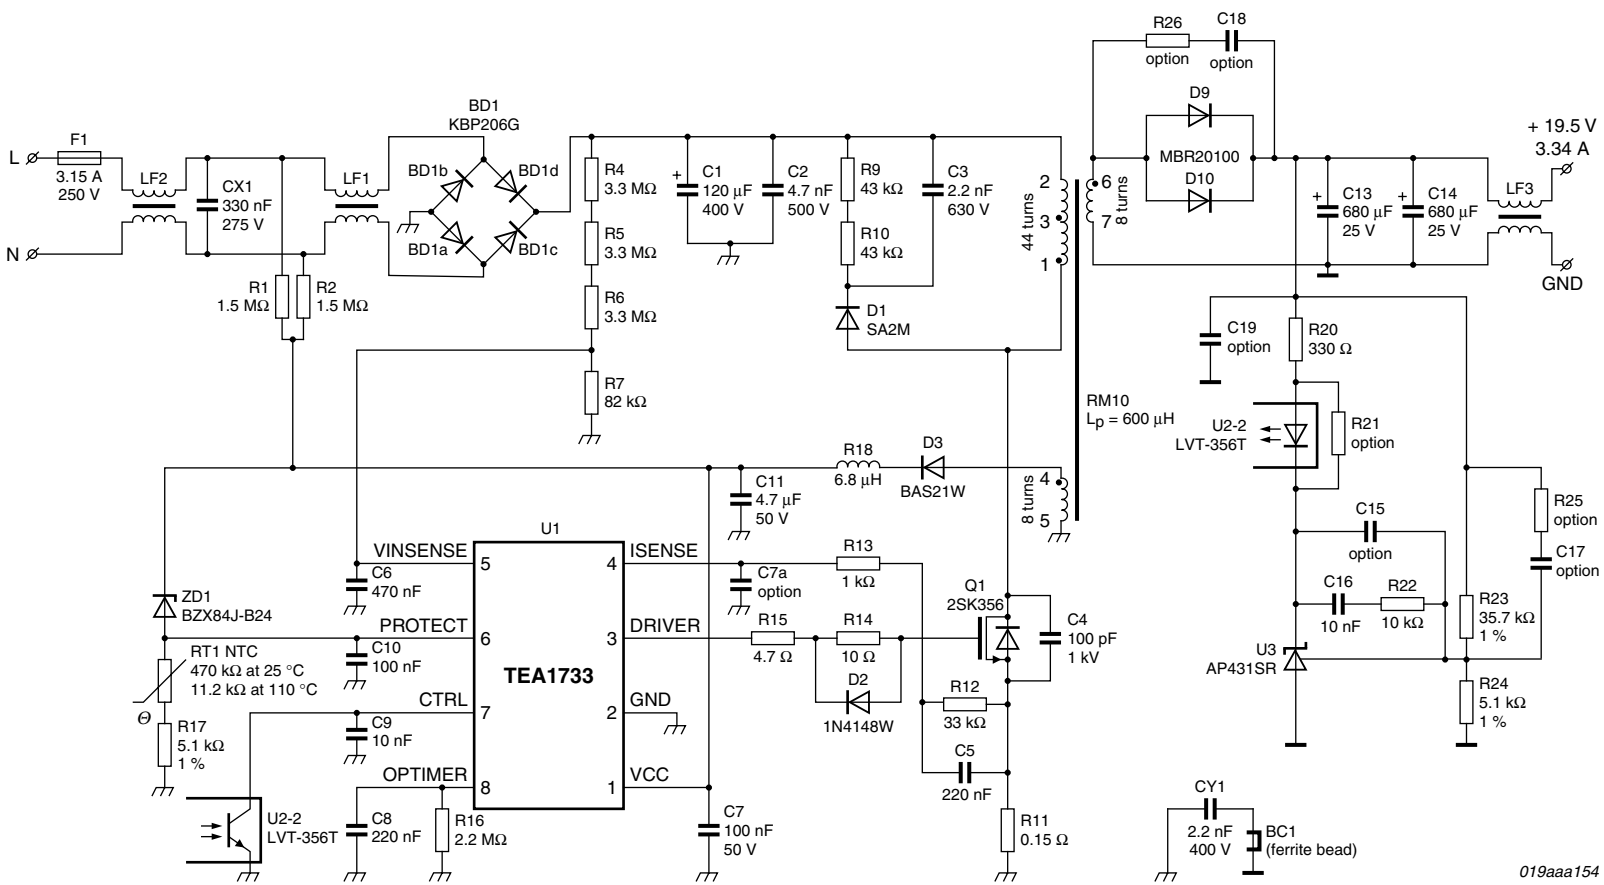 R26
option
C18
option
D9
MBR20100
D10
+ 19.5 V
3.34 A
F1
3.15 A
250 V
L
N
LF2
CX1
330 nF
275 V
LF1
BD1
KBP206G
BD1b
BD1d
BD1a
BD1c
R4
3.3 MΩ
R5
3.3 MΩ
R6
3.3 MΩ
R7
82 kΩ
+
C1
120 μF
400 V
C2
4.7 nF
500 V
R9
43 kΩ
R10
43 kΩ
C3
2.2 nF
630 V
D1
SA2M
2
3
1
44 turns
6
7
8 turns
+
C13
680 μF
25 V
+
C14
680 μF
25 V
LF3
GND
R1
1.5 MΩ
R2
1.5 MΩ
C19
option
R20
330 Ω
RM10
Lp = 600 μH
U2-2
LVT-356T
R21
option
R18
6.8 μH
D3
BAS21W
4
5
8 turns
C11
4.7 μF
50 V
C15
option
R25
option
C17
option
C16
10 nF
R22
10 kΩ
R23
35.7 kΩ
1 %
U3
AP431SR
R24
5.1 kΩ
1 %
U1
TEA1733
VINSENSE
5
PROTECT
6
CTRL
7
OPTIMER
8
ISENSE
4
DRIVER
3
GND
2
VCC
1
C6
470 nF
C10
100 nF
C9
10 nF
C8
220 nF
R16
2.2 MΩ
ZD1
BZX84J-B24
RT1 NTC
470 kΩ at 25 °C
11.2 kΩ at 110 °C
Θ
R17
5.1 kΩ
1 %
U2-2
LVT-356T
C7a
option
R13
1 kΩ
R15
4.7 Ω
R14
10 Ω
D2
1N4148W
Q1
2SK356
C4
100 pF
1 kV
R12
33 kΩ
C5
220 nF
R11
0.15 Ω
C7
100 nF
50 V
CY1
2.2 nF
400 V
BC1
(ferrite bead)
019aaa154